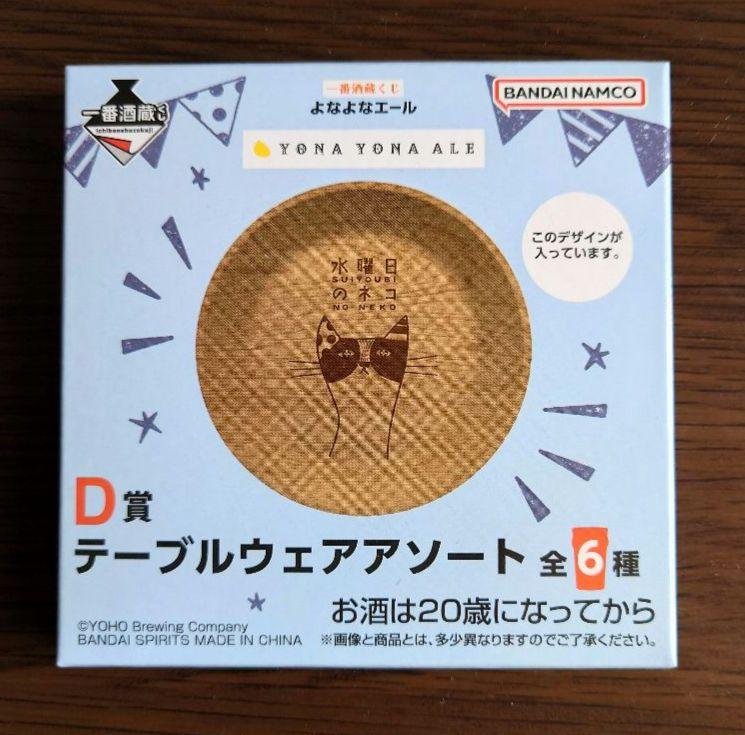 一番酒蔵くじ
ichibansakagurakuji
一番酒蔵くじ
よなよなエール
YONA YONA ALE
BANDAI NAMCO
このデザインが
入っています。
水曜日
SUIYOUBI
のネコ
NO NEKO
D賞
テーブルウェアアソート 全6種
お酒は20歳になってから
©YOHO Brewing Company
BANDAI SPIRITS MADE IN CHINA ※画像と商品とは、多少異なりますのでご了承ください。